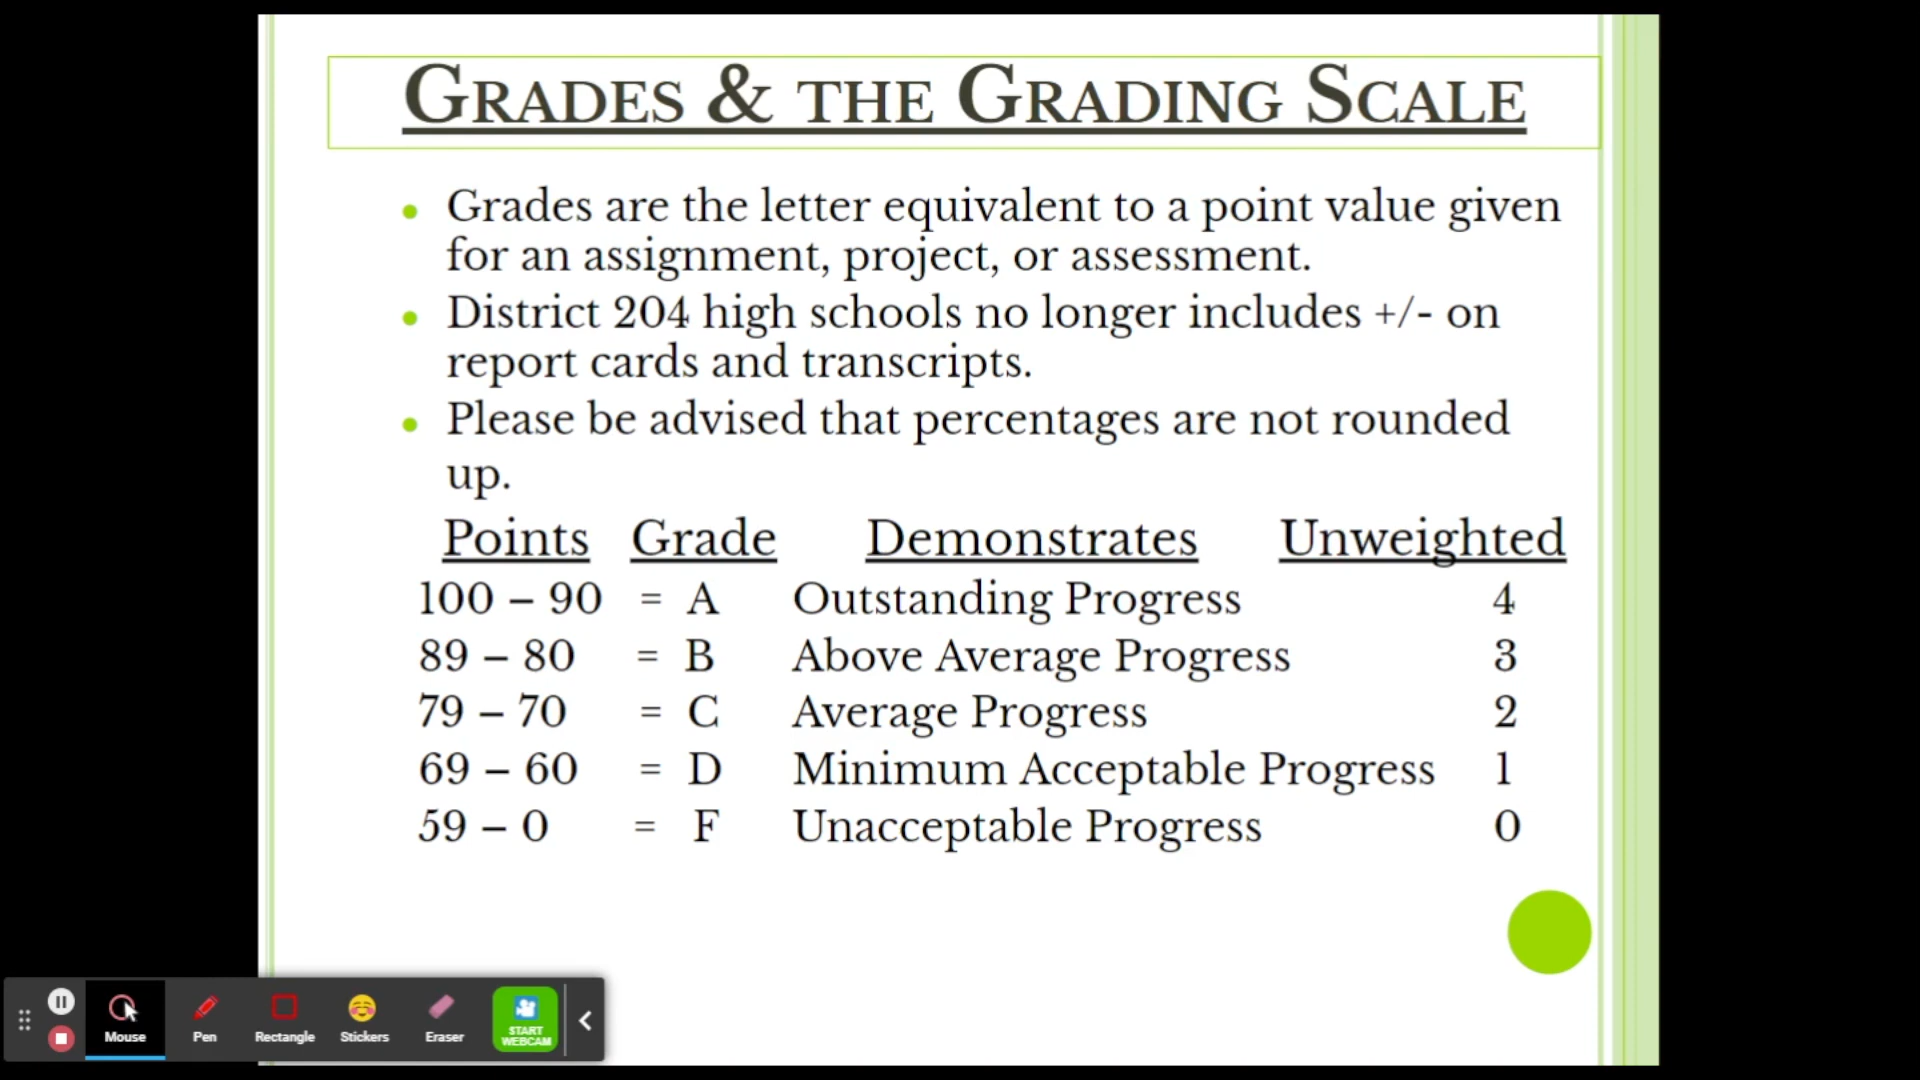 GRADES & THE GRADING SCALE
Grades are the letter equivalent to a point value given
for an assignment, project, or assessment.
District 204 high schools no longer includes +/- on
report cards and transcripts.
Please be advised that percentages are not rounded
up.
Points Grade Demonstrates Unweighted
100 – 90 = A Outstanding Progress 4
89 – 80 = B Above Average Progress 3
79 – 70 = C Average Progress 2
69 – 60 = D Minimum Acceptable Progress 1
59 – 0 = F Unacceptable Progress 0
Mouse Pen Rectangle Stickers Eraser START
WEBCAM